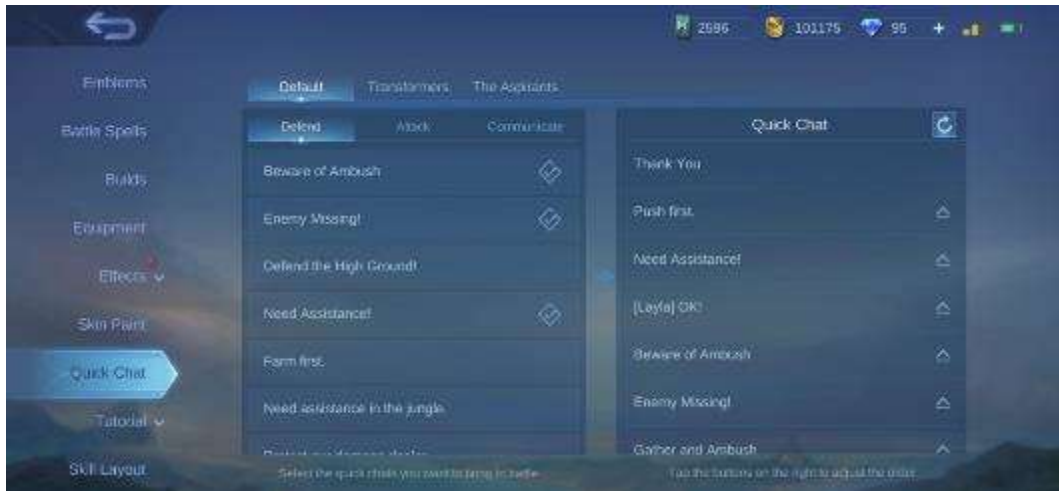 2596 101175 95 +
Emblems
Battle Spells
Builds
Equipment
Effects
Skin Paint
Quick Chat
Tutorial
Skill Layout
Default Transformers The Aspirants
Defend Attack Communicate
Beware of Ambush
Enemy Missing!
Defend the High Ground!
Need Assistance!
Farm first.
Need assistance in the jungle.
Select the quick chats you want to bring to battle.
Quick Chat
Thank You
Push first.
Need Assistance!
[Layla] OK!
Beware of Ambush
Enemy Missing!
Gather and Ambush
Tap the buttons on the right to adjust the order.